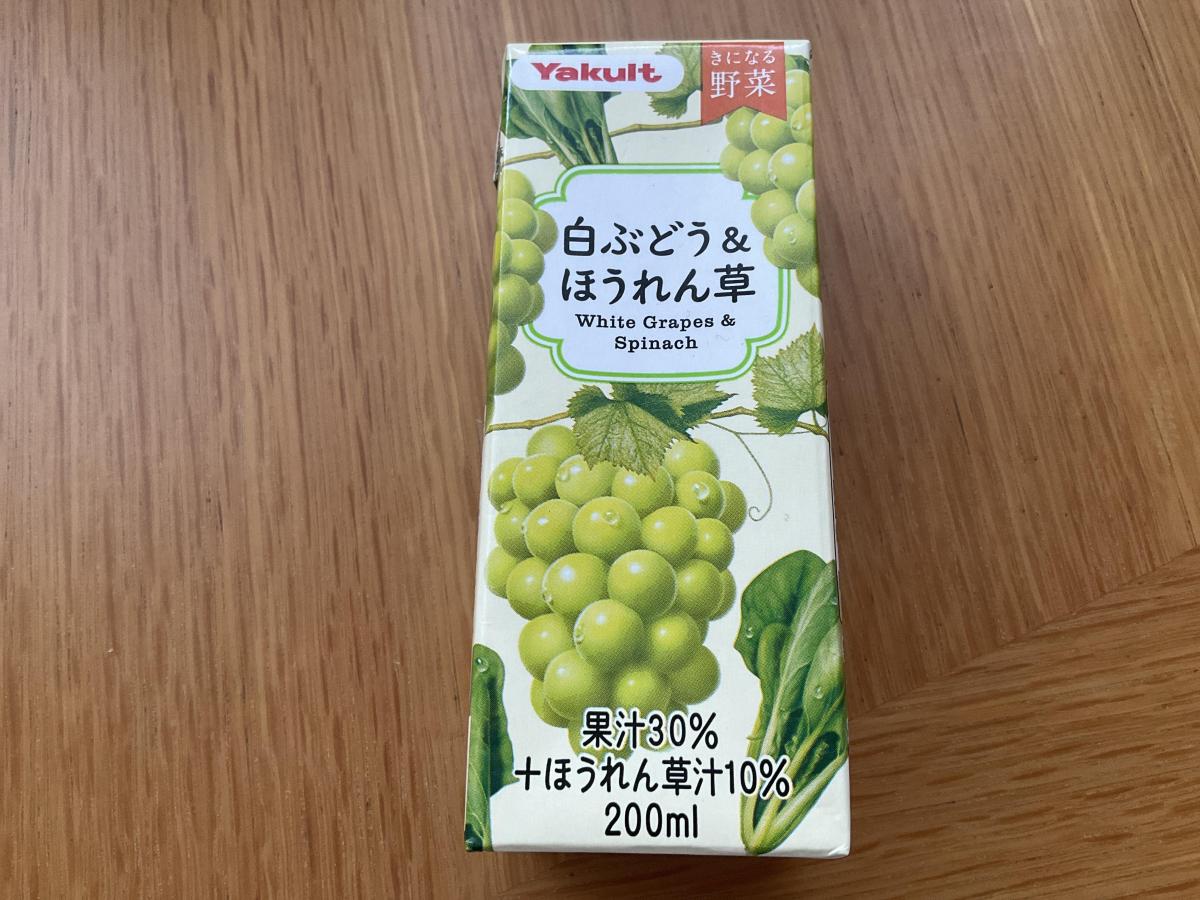 Yakult
きになる
野菜
白ぶどう&
ほうれん草
White Grapes &
Spinach
果汁30%
+ほうれん草汁10%
200ml